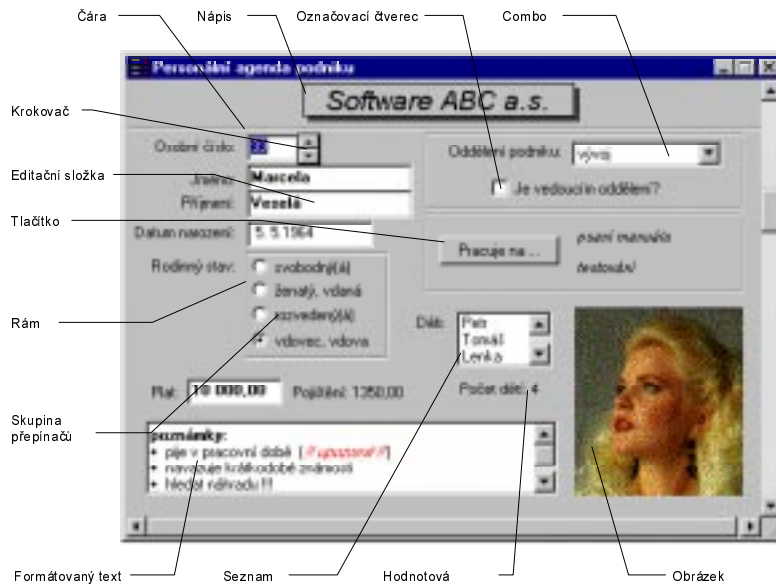 Čára Nápis Označovací čtverec Combo
Personální agenda podniku
Software ABC a.s.
Krokovač
Osobní číslo: 33
Oddělení podniku: vývoj
Editační složka
Jméno: Marcela
Je vedoucím oddělení?
Příjmení: Veselá
Tlačítko
Datum narození: 5. 5.1964
Pracuje na ...
psaní manuálu
testování
Rodinný stav:
svobodný(á)
ženatý, vdaná
rozvedený(á)
vdovec, vdova
Rám
Děti:
Petr
Tomáš
Lenka
Plat: 10 000,00 Pojištění: 1350,00
Počet dětí: 4
Skupina
přepínačů
poznámky:
+ pije v pracovní době (!! upozornit !!)
+ navazuje krátkodobé známosti
+ hledat náhradu !!!
Formátovaný text Seznam Hodnotová Obrázek